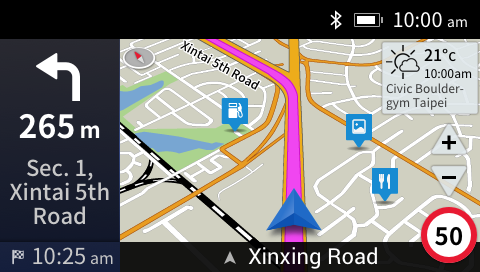 10:00 am
265 m
Sec. 1,
Xintai 5th
Road
10:25 am
Xintai 5th Road
21°c
10:00am
Civic Boulder-
gym Taipei
+
−
50
Xinxing Road